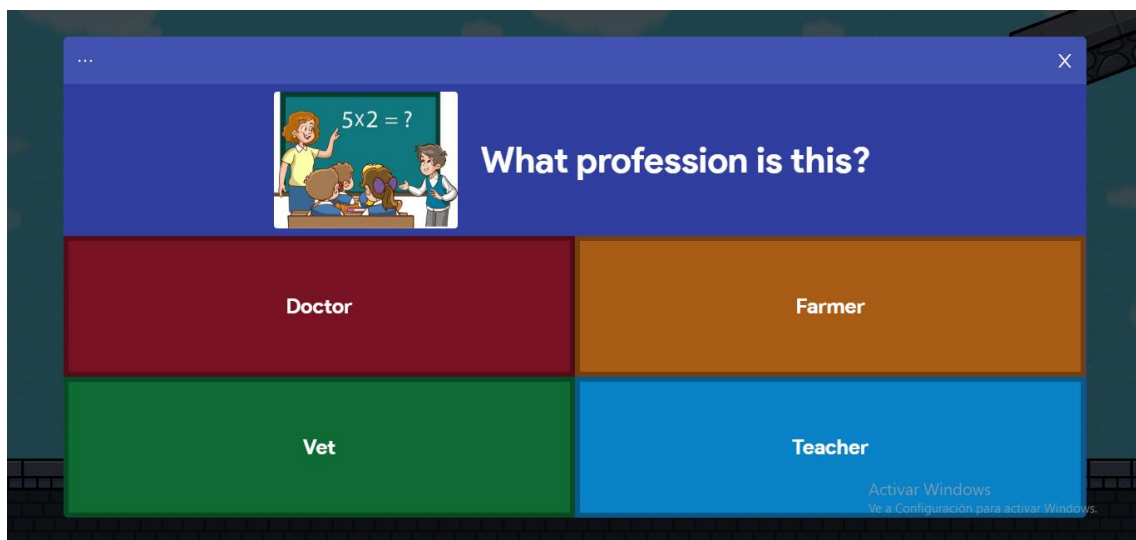 ...
X
5x2 = ?
What profession is this?
Doctor
Farmer
Vet
Teacher
Activar Windows
Ve a Configuración para activar Windows.